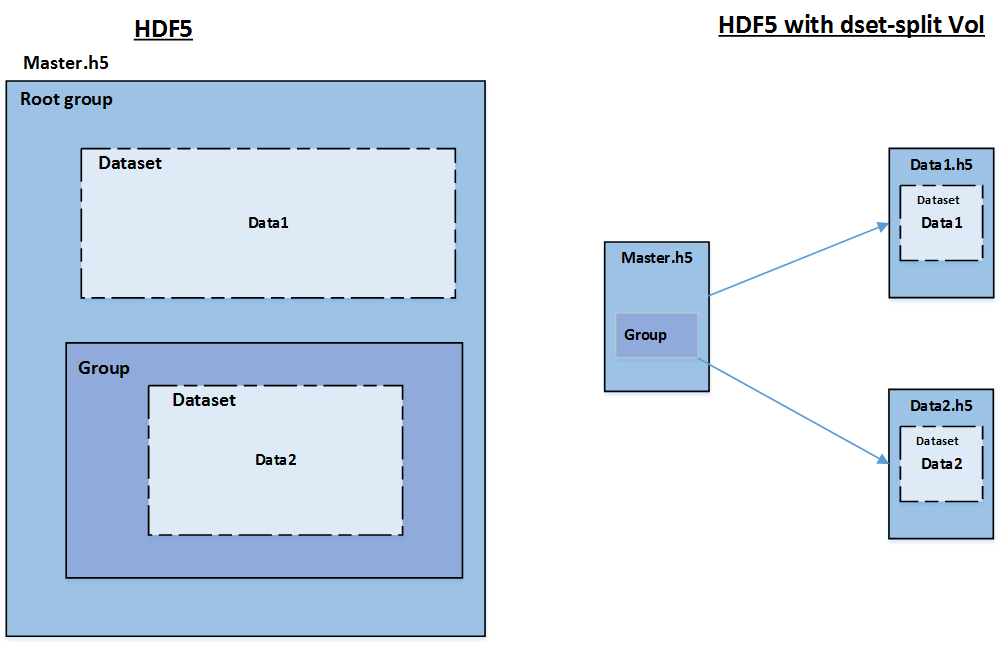 HDF5
Master.h5
Root group
Dataset
Data1
Group
Dataset
Data2
HDF5 with dset-split Vol
Master.h5
Group
Data1.h5
Dataset
Data1
Data2.h5
Dataset
Data2